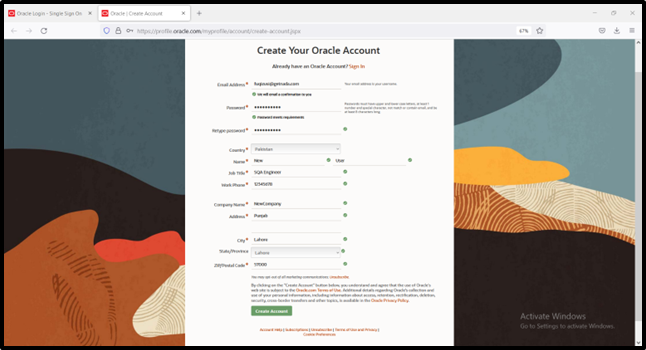 Oracle Login - Single Sign On
Oracle | Create Account
https://profile.oracle.com/myprofile/account/create-account.jspx
67%
Create Your Oracle Account
Already have an Oracle Account? Sign In
Email Address*
Your email address is your username.
We will email a confirmation to you
Password*
••••••••••
Passwords must have upper and lower case letters, at least 1
number and special character, not match or contain email, and be
at least 8 characters long.
Password meets requirements
Retype password*
••••••••••
Country*
Pakistan
Name*
New
User
Job Title*
SQA Engineer
Work Phone*
12345678
Company Name*
NewCompany
Address*
Punjab
City*
Lahore
State/Province
Lahore
ZIP/Postal Code*
57000
You may opt-out of all marketing communications: unsubscribe.
By clicking on the "Create Account" button below, you understand and agree that the use of Oracle's
web site is subject to the Oracle.com Terms of Use. Additional details regarding Oracle's collection and
use of your personal information, including information about access, retention, rectification, deletion,
security, cross-border transfers and other topics, is available in the Oracle Privacy Policy.
Create Account
Account Help | Subscriptions | Unsubscribe | Terms of Use and Privacy |
Cookie Preferences
Activate Windows
Go to Settings to activate Windows.